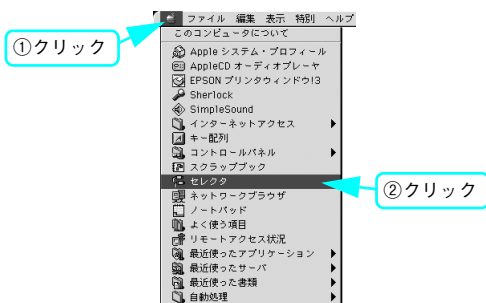 ファイル 編集 表示 特別 ヘルプ
①クリック
このコンピュータについて
Apple システム・プロフィール
AppleCD オーディオプレーヤ
EPSON プリンタウィンドウ!3
Sherlock
SimpleSound
インターネットアクセス
キー配列
コントロールパネル
スクラップブック
セレクタ
②クリック
ネットワークブラウザ
ノートパッド
よく使う項目
リモートアクセス状況
最近使ったアプリケーション
最近使ったサーバ
最近使った書類
自動処理